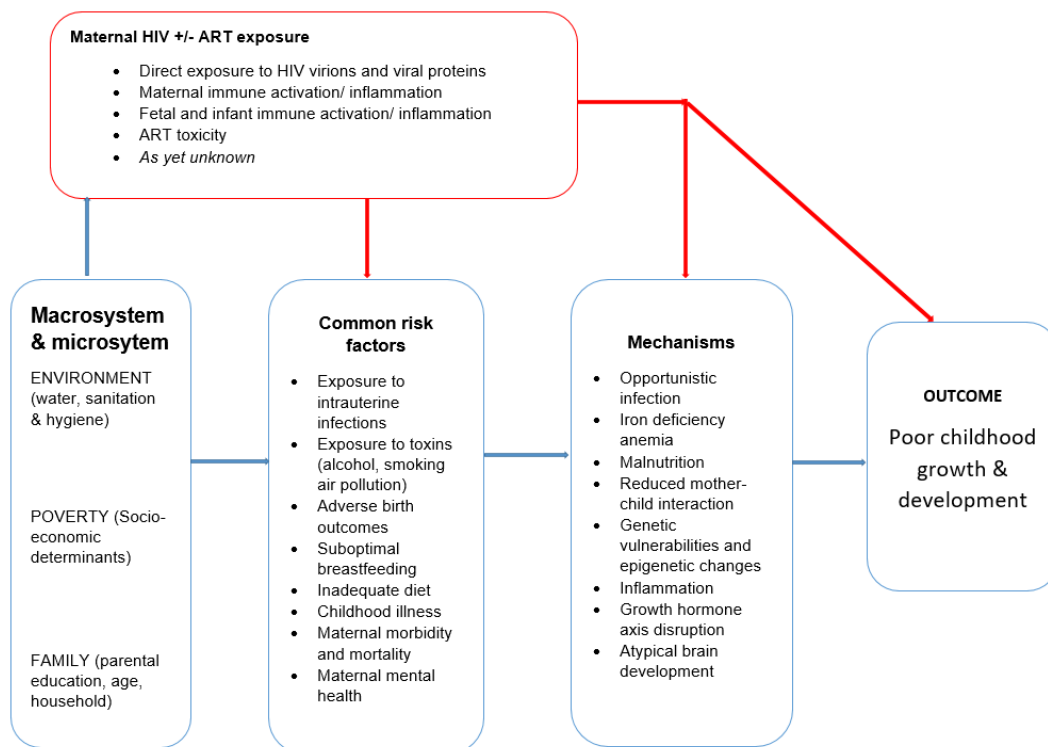 Maternal HIV +/- ART exposure
• Direct exposure to HIV virions and viral proteins
• Maternal immune activation/ inflammation
• Fetal and infant immune activation/ inflammation
• ART toxicity
• As yet unknown
Macrosystem
& microsytem
ENVIRONMENT
(water, sanitation
& hygiene)
POVERTY (Socio-
economic
determinants)
FAMILY (parental
education, age,
household)
Common risk
factors
• Exposure to
intrauterine
infections
• Exposure to toxins
(alcohol, smoking
air pollution)
• Adverse birth
outcomes
• Suboptimal
breastfeeding
• Inadequate diet
• Childhood illness
• Maternal morbidity
and mortality
• Maternal mental
health
Mechanisms
• Opportunistic
infection
• Iron deficiency
anemia
• Malnutrition
• Reduced mother-
child interaction
• Genetic
vulnerabilities and
epigenetic changes
• Inflammation
• Growth hormone
axis disruption
• Atypical brain
development
OUTCOME
Poor childhood
growth &
development